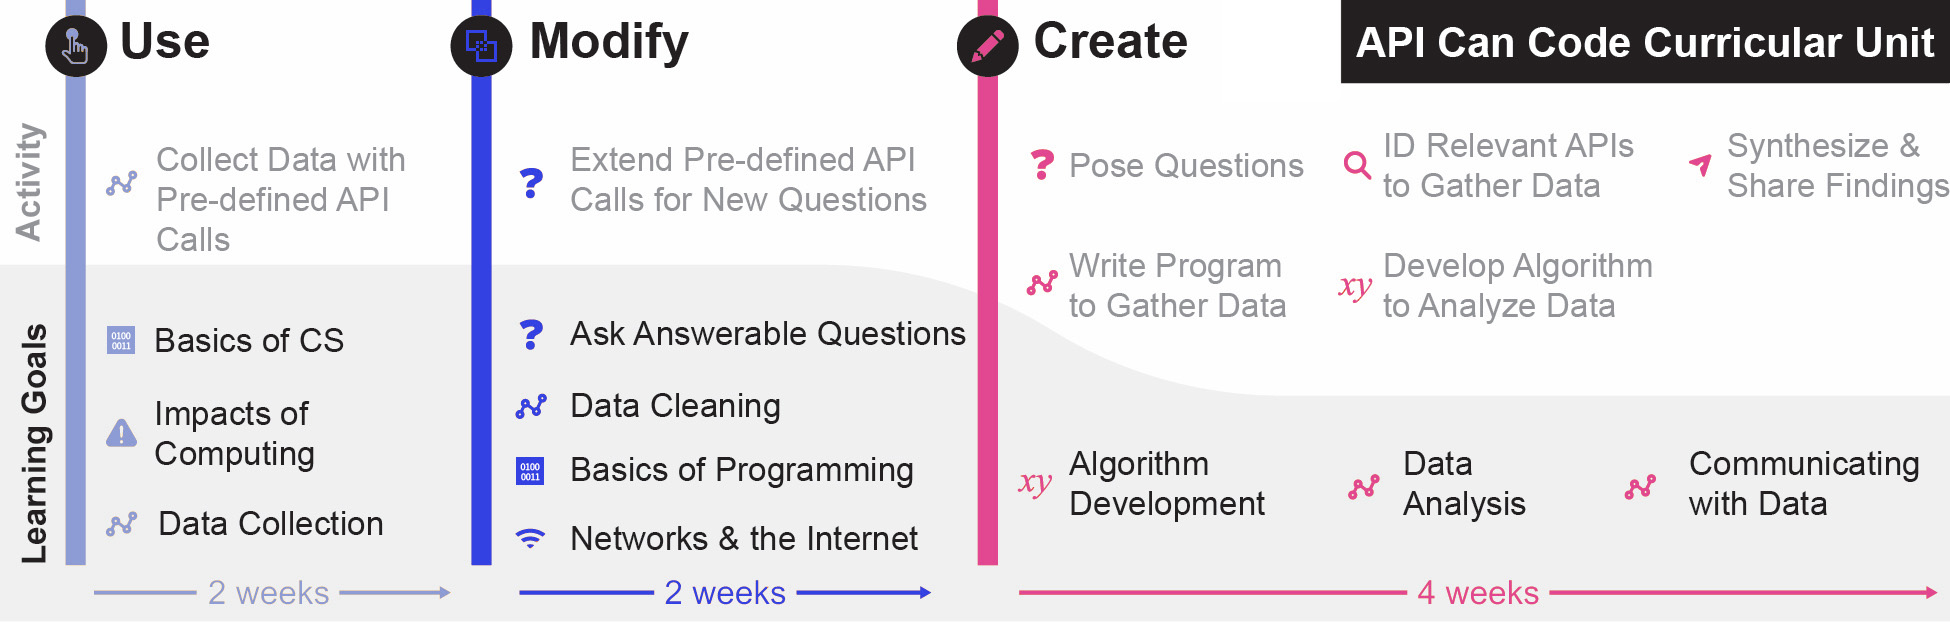 Use
Modify
Create
API Can Code Curricular Unit
Activity
Collect Data with
Pre-defined API
Calls
Extend Pre-defined API
Calls for New Questions
Pose Questions
ID Relevant APIs
to Gather Data
Synthesize &
Share Findings
Write Program
to Gather Data
xy
Develop Algorithm
to Analyze Data
Learning Goals
0100
0011
Basics of CS
Impacts of
Computing
Data Collection
Ask Answerable Questions
Data Cleaning
0100
0011
Basics of Programming
Networks & the Internet
xy
Algorithm
Development
Data
Analysis
Communicating
with Data
2 weeks
2 weeks
4 weeks